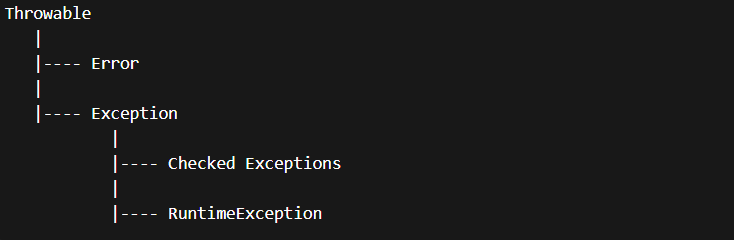 Throwable
   |
   |---- Error
   |
   |---- Exception
           |
           |---- Checked Exceptions
           |
           |---- RuntimeException